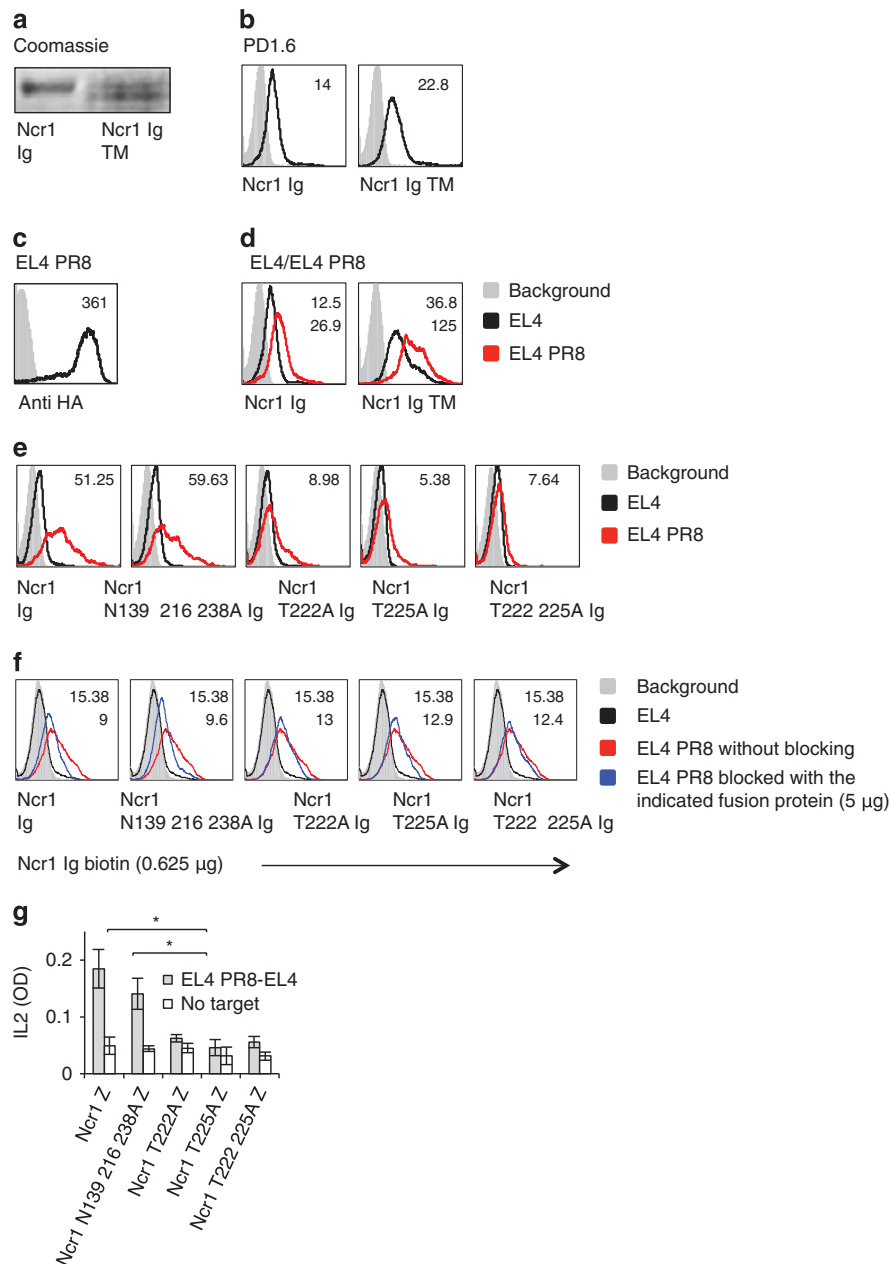 a
Coomassie
Ncr1
Ig
Ncr1 Ig
TM
b
PD1.6
14
22.8
Ncr1 Ig
Ncr1 Ig TM
c
EL4 PR8
361
Anti HA
d
EL4/EL4 PR8
12.5
26.9
36.8
125
Ncr1 Ig
Ncr1 Ig TM
Background
EL4
EL4 PR8
e
51.25
59.63
8.98
5.38
7.64
Ncr1
Ig
Ncr1
N139 216 238A Ig
Ncr1
T222A Ig
Ncr1
T225A Ig
Ncr1
T222 225A Ig
Background
EL4
EL4 PR8
f
15.38
9
15.38
9.6
15.38
13
15.38
12.9
15.38
12.4
Ncr1
Ig
Ncr1
N139 216 238A Ig
Ncr1
T222A Ig
Ncr1
T225A Ig
Ncr1
T222 225A Ig
Background
EL4
EL4 PR8 without blocking
EL4 PR8 blocked with the
indicated fusion protein (5 µg)
Ncr1 Ig biotin (0.625 µg)
g
*
*
IL2 (OD)
0.2
0.1
0
EL4 PR8-EL4
No target
Ncr1 Z
Ncr1 N139 216 238A Z
Ncr1 T222A Z
Ncr1 T225A Z
Ncr1 T222 225A Z